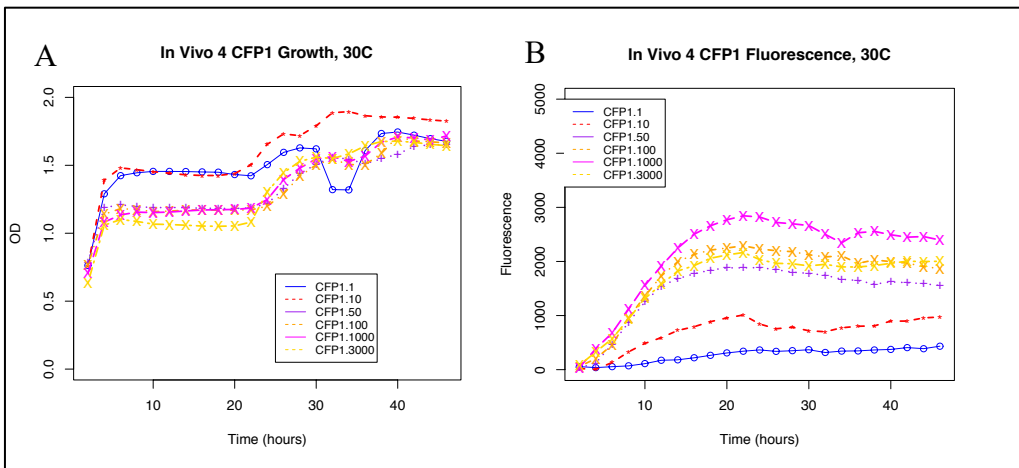 A
In Vivo 4 CFP1 Growth, 30C
OD
2.0
1.5
1.0
0.5
0.0
CFP1.1
CFP1.10
CFP1.50
CFP1.100
CFP1.1000
CFP1.3000
10 20 30 40
Time (hours)
B
In Vivo 4 CFP1 Fluorescence, 30C
Fluorescence
5000
4000
3000
2000
1000
0
CFP1.1
CFP1.10
CFP1.50
CFP1.100
CFP1.1000
CFP1.3000
10 20 30 40
Time (hours)